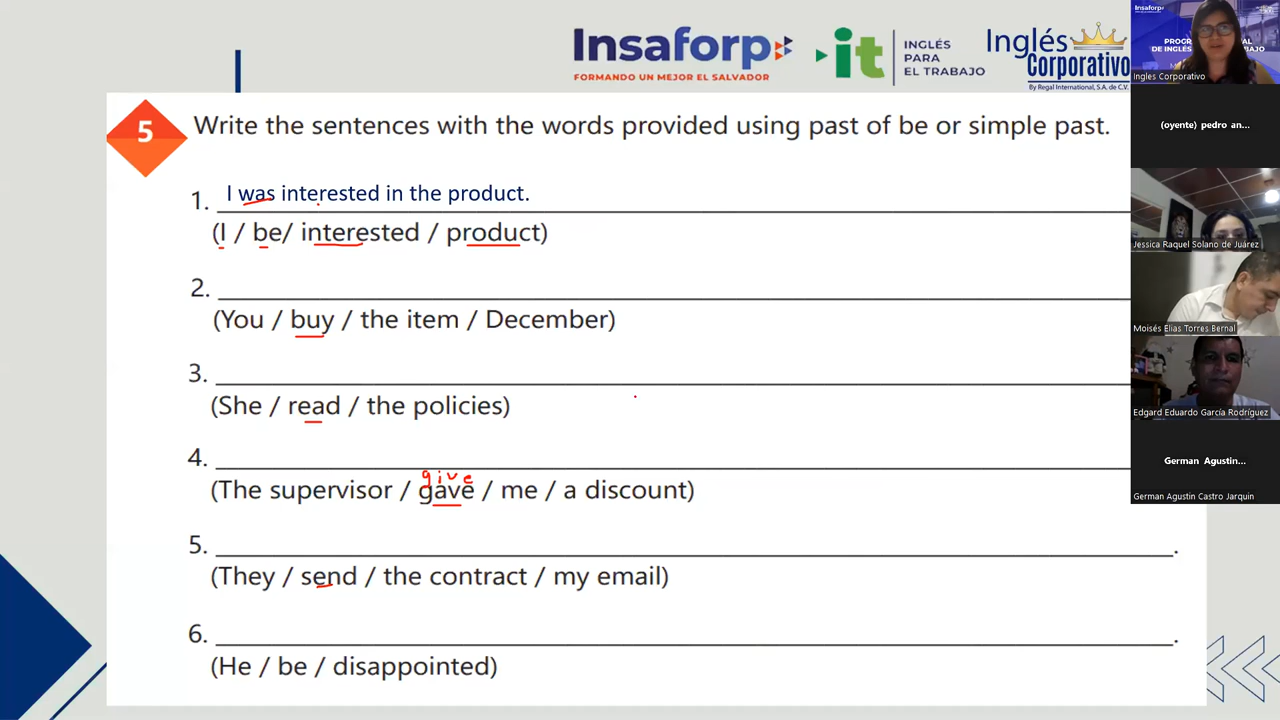 Insaforp
FORMANDO UN MEJOR EL SALVADOR
it
INGLÉS
PARA
EL TRABAJO
Inglés
Corporativo
By Regal International, S.A. de C.V.
5
Write the sentences with the words provided using past of be or simple past.
1. I was interested in the product.
(I / be/ interested / product)
2.
(You / buy / the item / December)
3.
(She / read / the policies)
4.
give
(The supervisor / gave / me / a discount)
5. .
(They / send / the contract / my email)
6. .
(He / be / disappointed)
Insaforp
Ingles Corporativo
(oyente) pedro an...
Jessica Raquel Solano de Juárez
Moisés Elias Torres Bernal
Edgard Eduardo García Rodríguez
German Agustin...
German Agustin Castro Jarquin